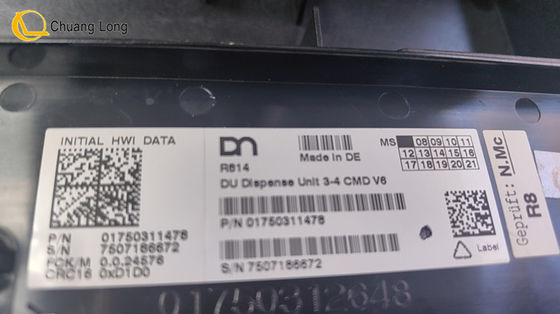 Chuang Long
INITIAL HWI DATA
P/N 01750311478
S/N 7507186672
PCK/M 0.0.24576
CRC16 0xD1D0
DN
R614
Made in DE
DU Dispense Unit 3-4 CMD V6
P/N 01750311478
S/N 7507186672
MS 08 09 10 11
12 13 14 15 16
17 18 19 20 21
Label
Geprüft: N.Mc
R8
01750312648